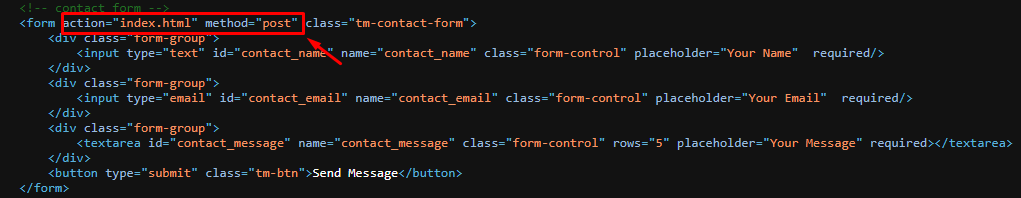 <!-- contact form -->
<form action="index.html" method="post" class="tm-contact-form">
<div class="form-group">
<input type="text" id="contact_name" name="contact_name" class="form-control" placeholder="Your Name"  required/>
</div>
<div class="form-group">
<input type="email" id="contact_email" name="contact_email" class="form-control" placeholder="Your Email"  required/>
</div>
<div class="form-group">
<textarea id="contact_message" name="contact_message" class="form-control" rows="5" placeholder="Your Message" required></textarea>
</div>
<button type="submit" class="tm-btn">Send Message</button>
</form>